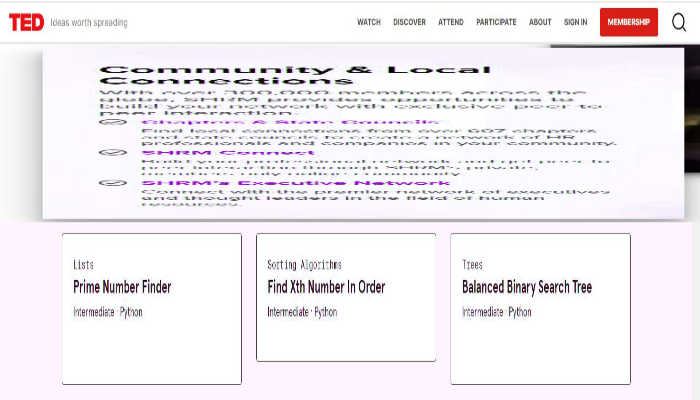 TED Ideas worth spreading
WATCH DISCOVER ATTEND PARTICIPATE ABOUT SIGN IN MEMBERSHIP
Community & Local
Connections
With over 300,000 members across the
globe, SHRM provides opportunities to
build your network with exclusive peer to
peer interaction.
Chapters & State Councils
Find local connections from over 607 chapters
and state councils to create a network of HR
professionals and companies in your community.
SHRM Connect
Build your professional network and get peer to
peer interaction through SHRM's private,
members only online community.
SHRM's Executive Network
Connect with the premier network of executives
and thought leaders in the field of human
resources.
Lists
Prime Number Finder
Intermediate · Python
Sorting Algorithms
Find Xth Number In Order
Intermediate · Python
Trees
Balanced Binary Search Tree
Intermediate · Python